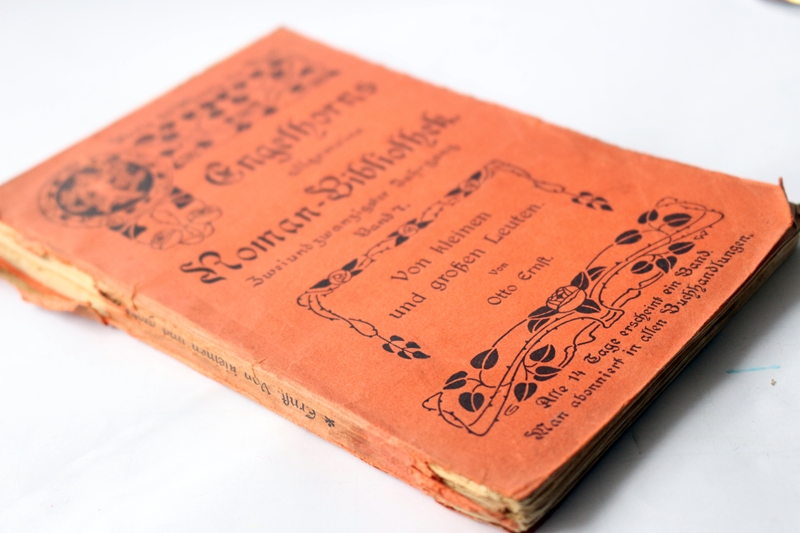 Engelhorns
Allgemeine
Roman-Bibliothek.
Zweiundzwanzigster Jahrgang.
Band 7.
Von kleinen
und großen Leuten.
Von
Otto Ernst.
Alle 14 Tage erscheint ein Band.
Man abonniert in allen Buchhandlungen.
* Ernst, Von kleinen und